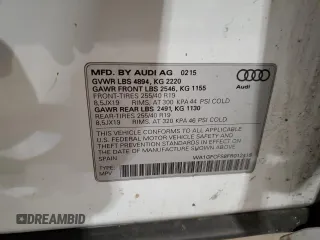 MFD. BY AUDI AG 0215
GVWR LBS 4894, KG 2220
GAWR FRONT LBS 2546, KG 1155
FRONT-TIRES 255/40 R19
8,5JX19 RIMS, AT 300 KPA 44 PSI COLD
GAWR REAR LBS 2491, KG 1130
REAR-TIRES 255/40 R19
8,5JX19 RIMS, AT 320 KPA 46 PSI COLD
Audi
THIS VEHICLE CONFORMS TO ALL APPLICABLE
U.S. FEDERAL MOTOR VEHICLE SAFETY AND
THEFT PREVENTION STANDARDS IN EFFECT
ON THE DATE OF MANUFACTURE SHOWN ABOVE.
SPAIN
TYPE:
MPV